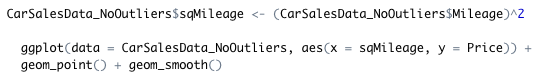 CarSalesData_NoOutliers$sqMileage <- (CarSalesData_NoOutliers$Mileage)^2
ggplot(data = CarSalesData_NoOutliers, aes(x = sqMileage, y = Price)) +
geom_point() + geom_smooth()